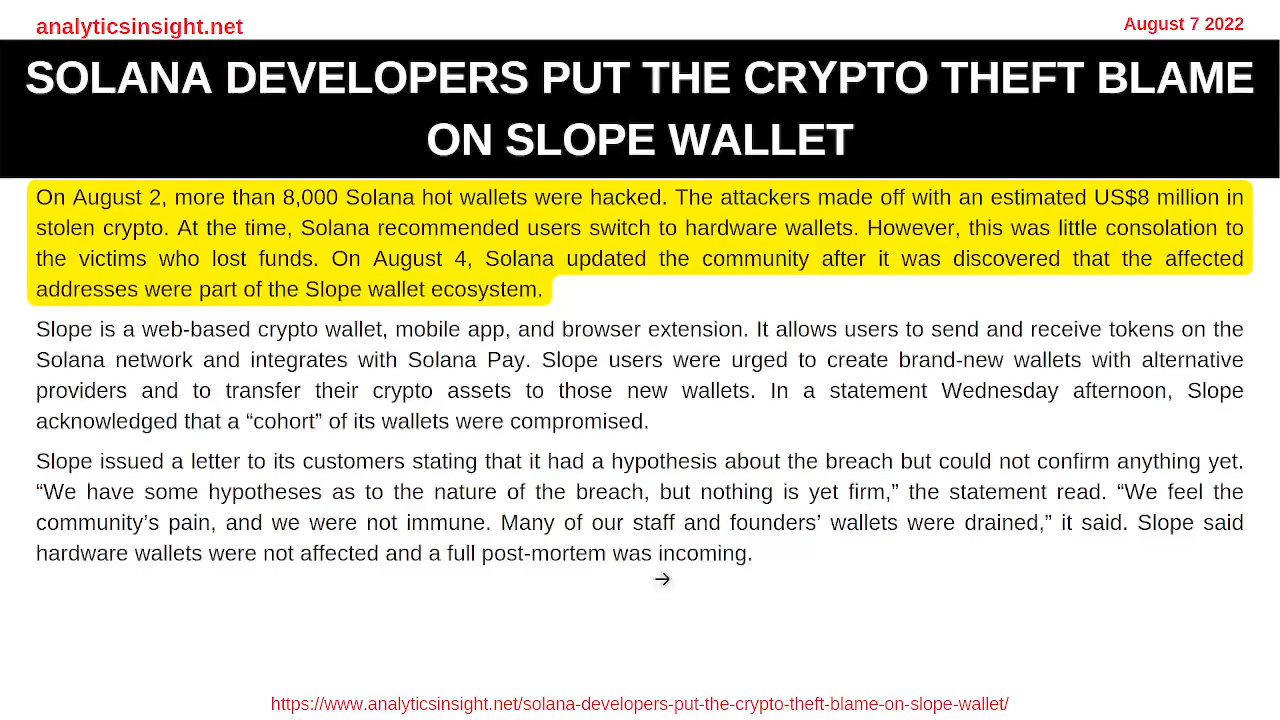 analyticsinsight.net
August 7 2022
SOLANA DEVELOPERS PUT THE CRYPTO THEFT BLAME
ON SLOPE WALLET
On August 2, more than 8,000 Solana hot wallets were hacked. The attackers made off with an estimated US$8 million in
stolen crypto. At the time, Solana recommended users switch to hardware wallets. However, this was little consolation to
the victims who lost funds. On August 4, Solana updated the community after it was discovered that the affected
addresses were part of the Slope wallet ecosystem.
Slope is a web-based crypto wallet, mobile app, and browser extension. It allows users to send and receive tokens on the
Solana network and integrates with Solana Pay. Slope users were urged to create brand-new wallets with alternative
providers and to transfer their crypto assets to those new wallets. In a statement Wednesday afternoon, Slope
acknowledged that a “cohort” of its wallets were compromised.
Slope issued a letter to its customers stating that it had a hypothesis about the breach but could not confirm anything yet.
“We have some hypotheses as to the nature of the breach, but nothing is yet firm,” the statement read. “We feel the
community’s pain, and we were not immune. Many of our staff and founders’ wallets were drained,” it said. Slope said
hardware wallets were not affected and a full post-mortem was incoming.
→
https://www.analyticsinsight.net/solana-developers-put-the-crypto-theft-blame-on-slope-wallet/